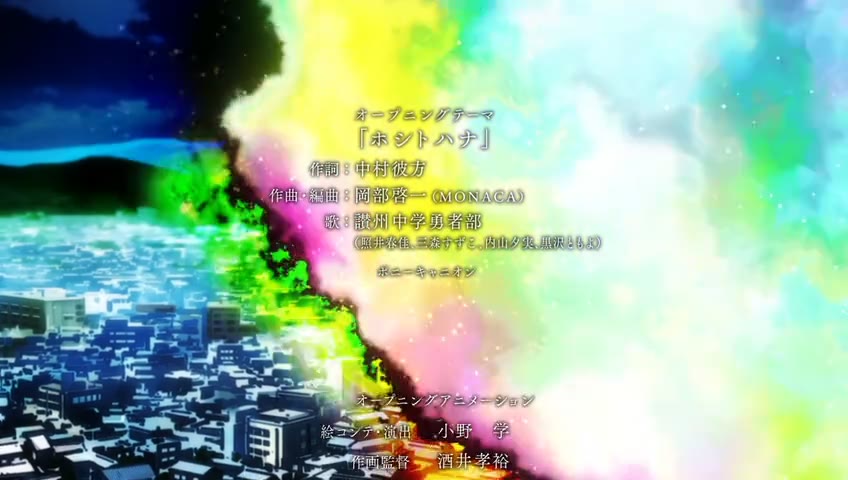 オープニングテーマ
「ホシトハナ」
作詞：中村彼方
作曲・編曲：岡部啓一（MONACA）
歌：讃州中学勇者部
（照井春佳、三森すずこ、内山夕実、黒沢ともよ）
ポニーキャニオン
オープニングアニメーション
絵コンテ・演出　小野　学
作画監督　酒井孝裕